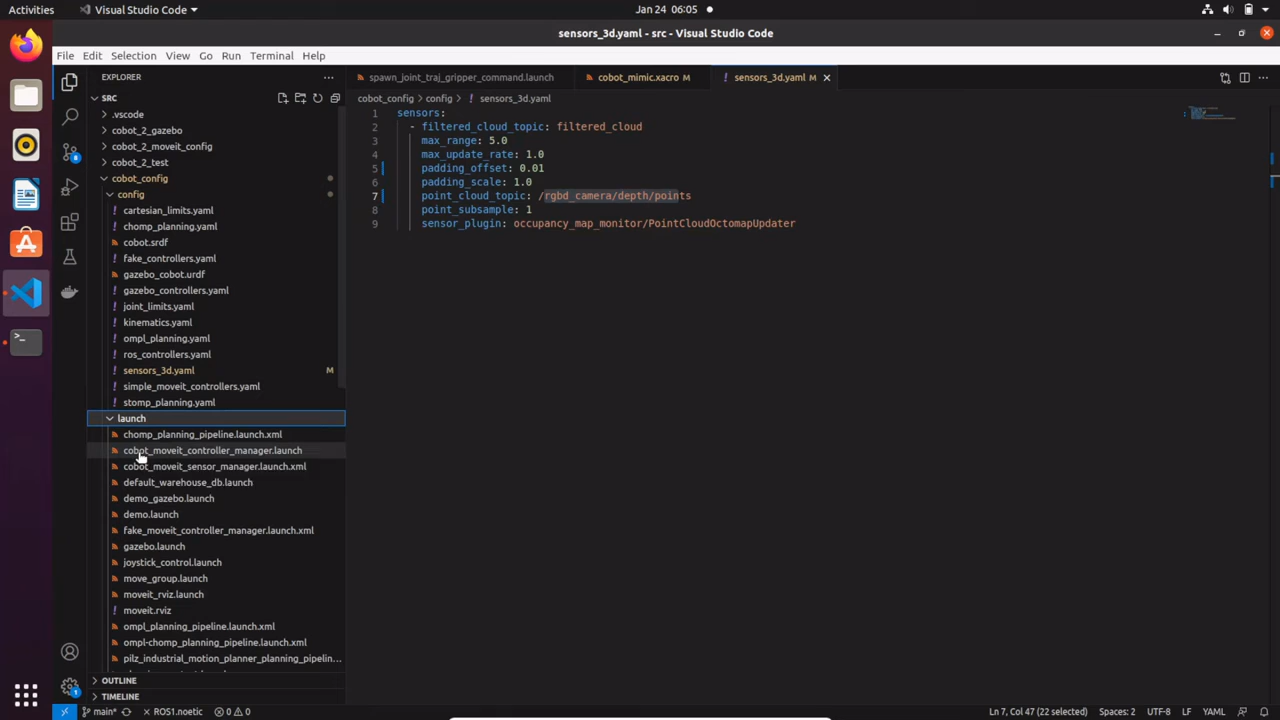 Activities
Visual Studio Code
Jan 24 06:05
sensors_3d.yaml - src - Visual Studio Code
File Edit Selection View Go Run Terminal Help
EXPLORER
SRC
.vscode
cobot_2_gazebo
cobot_2_moveit_config
cobot_2_test
cobot_config
config
cartesian_limits.yaml
chomp_planning.yaml
cobot.srdf
fake_controllers.yaml
gazebo_cobot.urdf
gazebo_controllers.yaml
joint_limits.yaml
kinematics.yaml
ompl_planning.yaml
ros_controllers.yaml
sensors_3d.yaml M
simple_moveit_controllers.yaml
stomp_planning.yaml
launch
chomp_planning_pipeline.launch.xml
cobot_moveit_controller_manager.launch
cobot_moveit_sensor_manager.launch.xml
default_warehouse_db.launch
demo_gazebo.launch
demo.launch
fake_moveit_controller_manager.launch.xml
gazebo.launch
joystick_control.launch
move_group.launch
moveit_rviz.launch
moveit.rviz
ompl_planning_pipeline.launch.xml
ompl-chomp_planning_pipeline.launch.xml
pilz_industrial_motion_planner_planning_pipelin...
OUTLINE
TIMELINE
spawn_joint_traj_gripper_command.launch
cobot_mimic.xacro M
sensors_3d.yaml M
cobot_config > config > sensors_3d.yaml
1 sensors:
2 - filtered_cloud_topic: filtered_cloud
3 max_range: 5.0
4 max_update_rate: 1.0
5 padding_offset: 0.01
6 padding_scale: 1.0
7 point_cloud_topic: /rgbd_camera/depth/points
8 point_subsample: 1
9 sensor_plugin: occupancy_map_monitor/PointCloudOctomapUpdater
8
1
main*
ROS1.noetic
0 0
Ln 7, Col 47 (22 selected)
Spaces: 2
UTF-8
LF
YAML